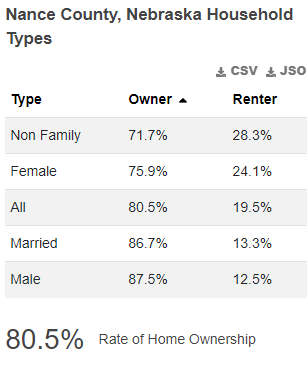 Nance County, Nebraska Household
Types
CSV JSO
Type Owner Renter
Non Family 71.7% 28.3%
Female 75.9% 24.1%
All 80.5% 19.5%
Married 86.7% 13.3%
Male 87.5% 12.5%
80.5% Rate of Home Ownership